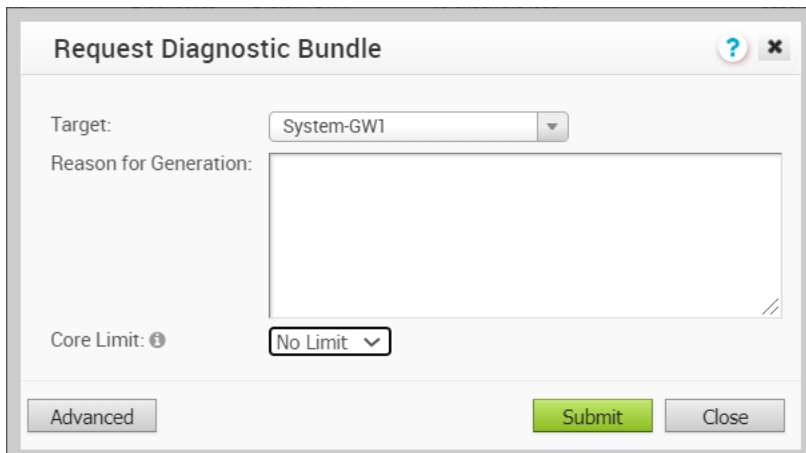 Request Diagnostic Bundle
?
Target:
System-GW1
Reason for Generation:
Core Limit:
No Limit
Advanced
Submit
Close